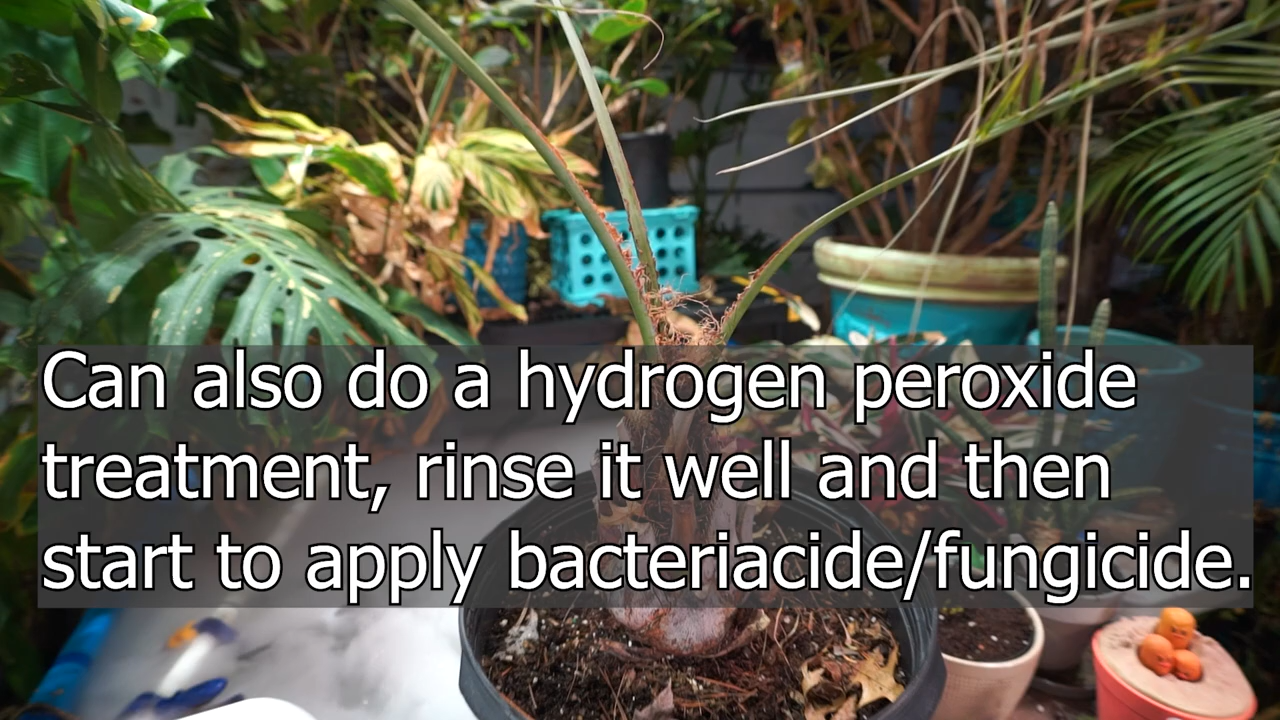 Can also do a hydrogen peroxide
treatment, rinse it well and then
start to apply bacteriacide/fungicide.